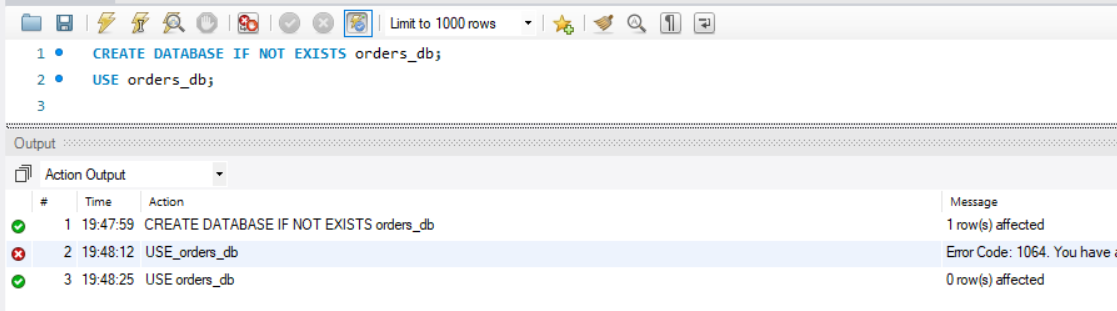 Limit to 1000 rows
1 CREATE DATABASE IF NOT EXISTS orders_db;
2 USE orders_db;
3
Output
Action Output
# Time Action Message
1 19:47:59 CREATE DATABASE IF NOT EXISTS orders_db 1 row(s) affected
2 19:48:12 USE_orders_db Error Code: 1064. You have a
3 19:48:25 USE orders_db 0 row(s) affected